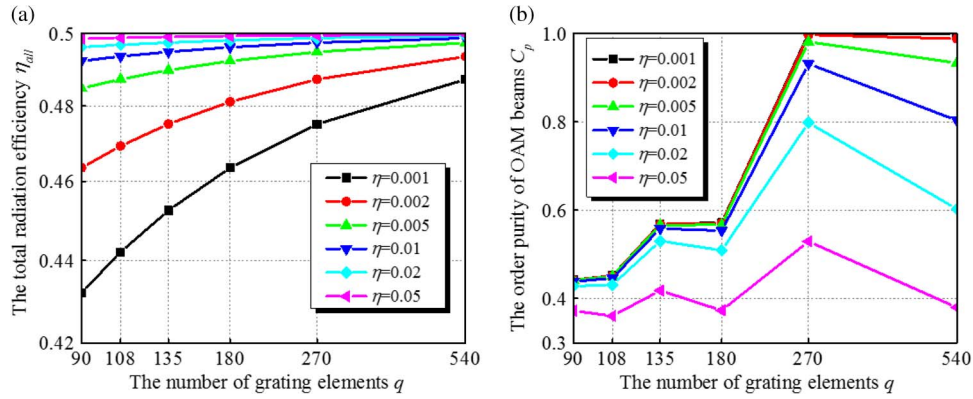 (a)
The total radiation efficiency η_all
0.5
0.48
0.46
0.44
0.42
η=0.001
η=0.002
η=0.005
η=0.01
η=0.02
η=0.05
90 108 135 180 270 540
The number of grating elements q
(b)
The order purity of OAM beams C_p
1.0
0.8
0.6
0.4
0.3
η=0.001
η=0.002
η=0.005
η=0.01
η=0.02
η=0.05
90 108 135 180 270 540
The number of grating elements q